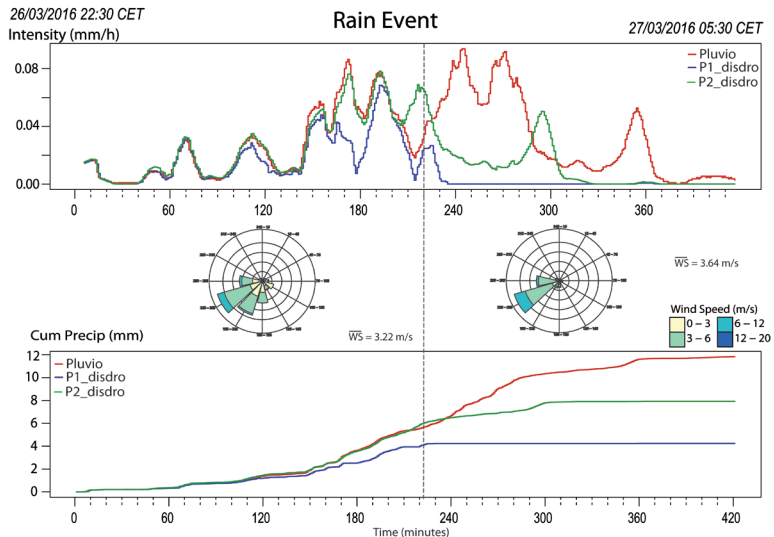 26/03/2016 22:30 CET
Rain Event
27/03/2016 05:30 CET
Intensity (mm/h)
Pluvio
P1_disdro
P2_disdro
0.08
0.04
0.00
0 60 120 180 240 300 360
WS = 3.64 m/s
WS = 3.22 m/s
Wind Speed (m/s)
0 – 3 6 – 12
3 – 6 12 – 20
Cum Precip (mm)
Pluvio
P1_disdro
P2_disdro
12
10
8
6
4
2
0
0 60 120 180 240 300 360 420
Time (minutes)